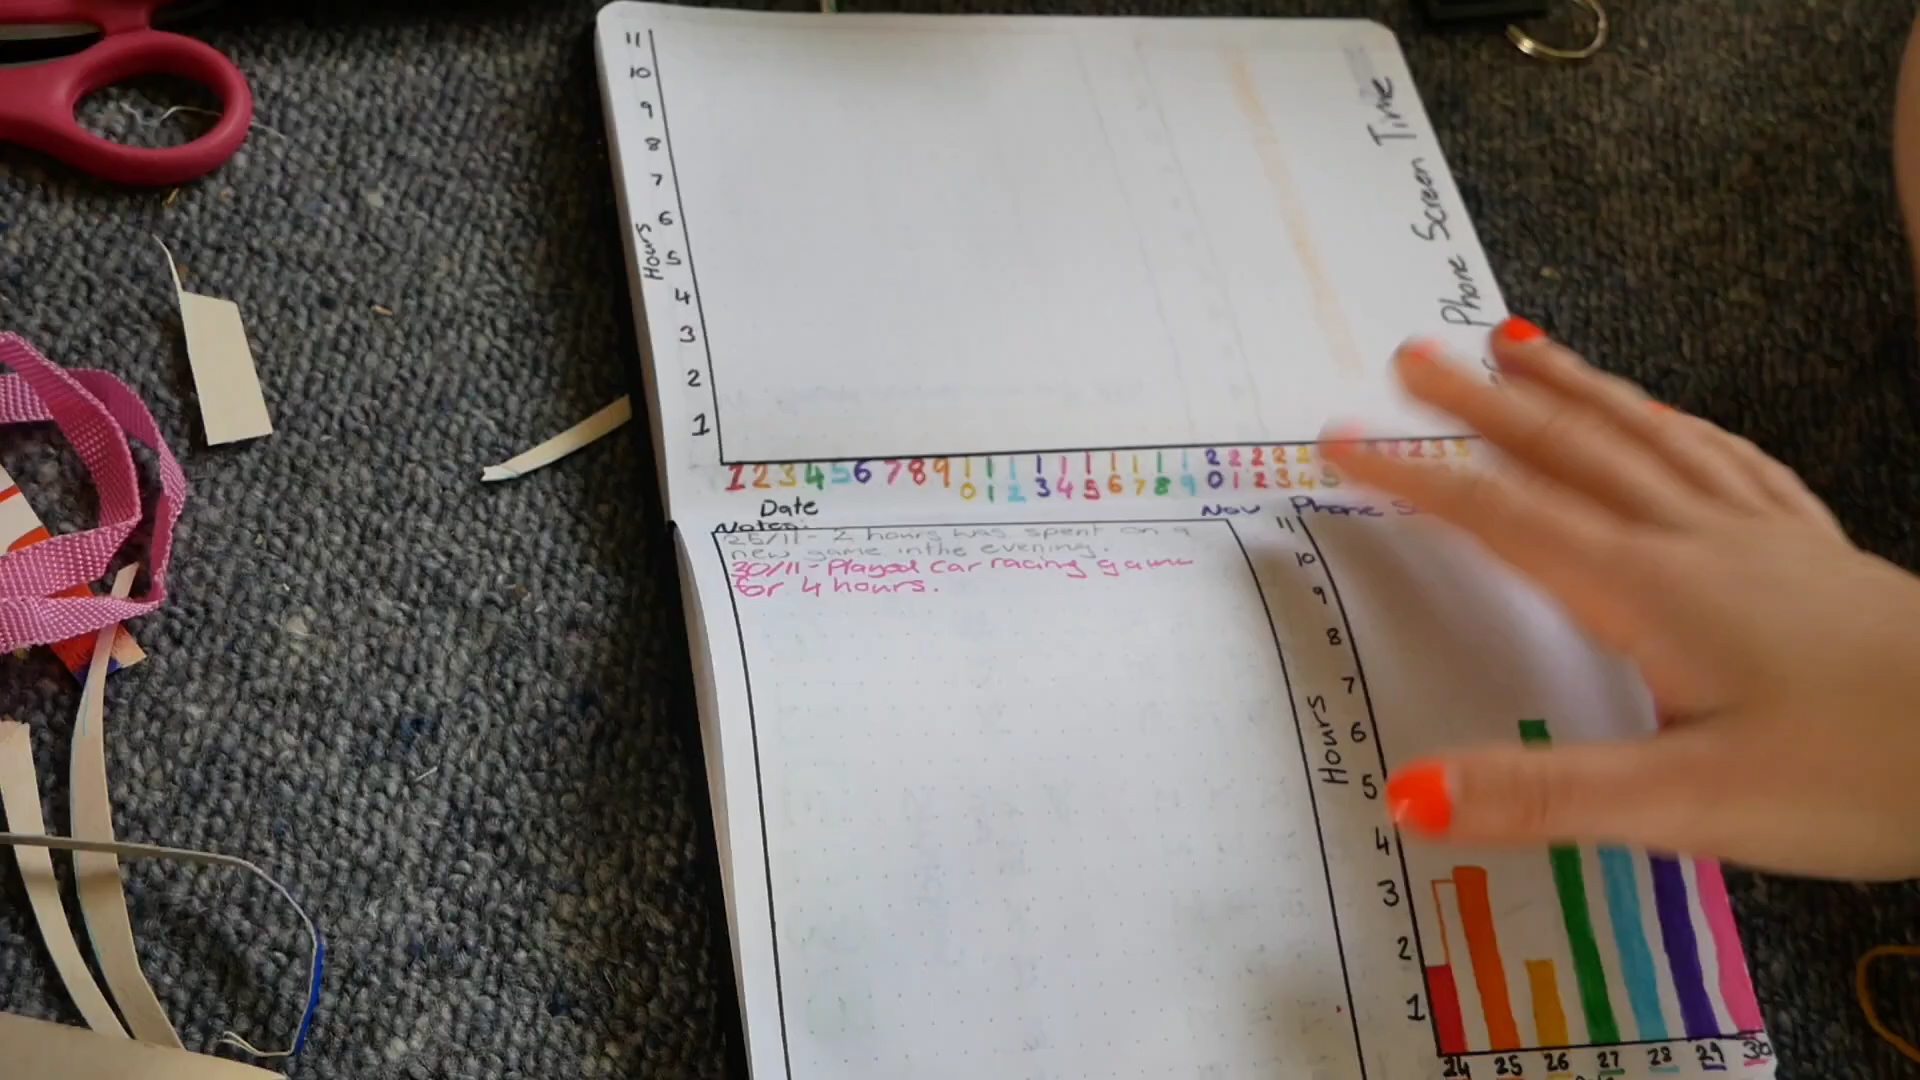 11
10
9
8
7
6
5
4
3
2
1
Hours
Phone Screen Time
1 2 3 4 5 6 7 8 9 10 11 12 13 14 15 16 17 18 19 20 21 22 23 24 25
Date
Notes:
25/11 - 2 hours was spent on a
new game in the evening.
30/11 - Played car racing game
for 4 hours.
Nov Phone
11
10
9
8
7
6
5
4
3
2
1
Hours
24 25 26 27 28 29 30